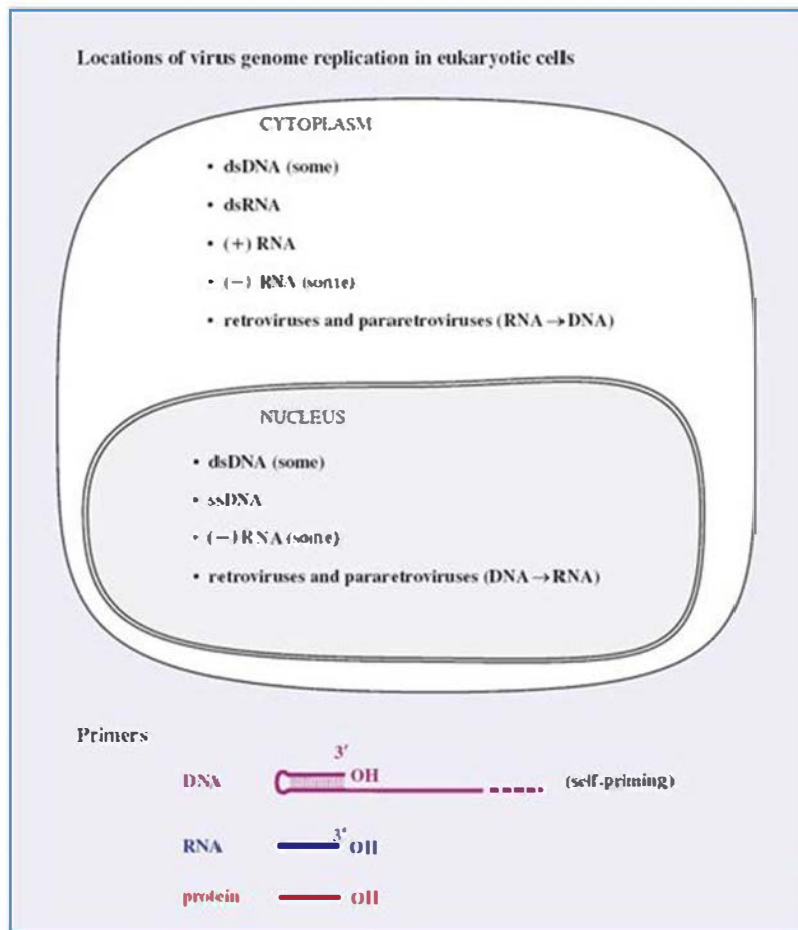 Locations of virus genome replication in eukaryotic cells
CYTOPLASM
• dsDNA (some)
• dsRNA
• (+) RNA
• (−) RNA (some)
• retroviruses and pararetroviruses (RNA→DNA)
NUCLEUS
• dsDNA (some)
• ssDNA
• (−) RNA (some)
• retroviruses and pararetroviruses (DNA→RNA)
Primers
3′
DNA OH (self-priming)
RNA 3′ OH
protein OH